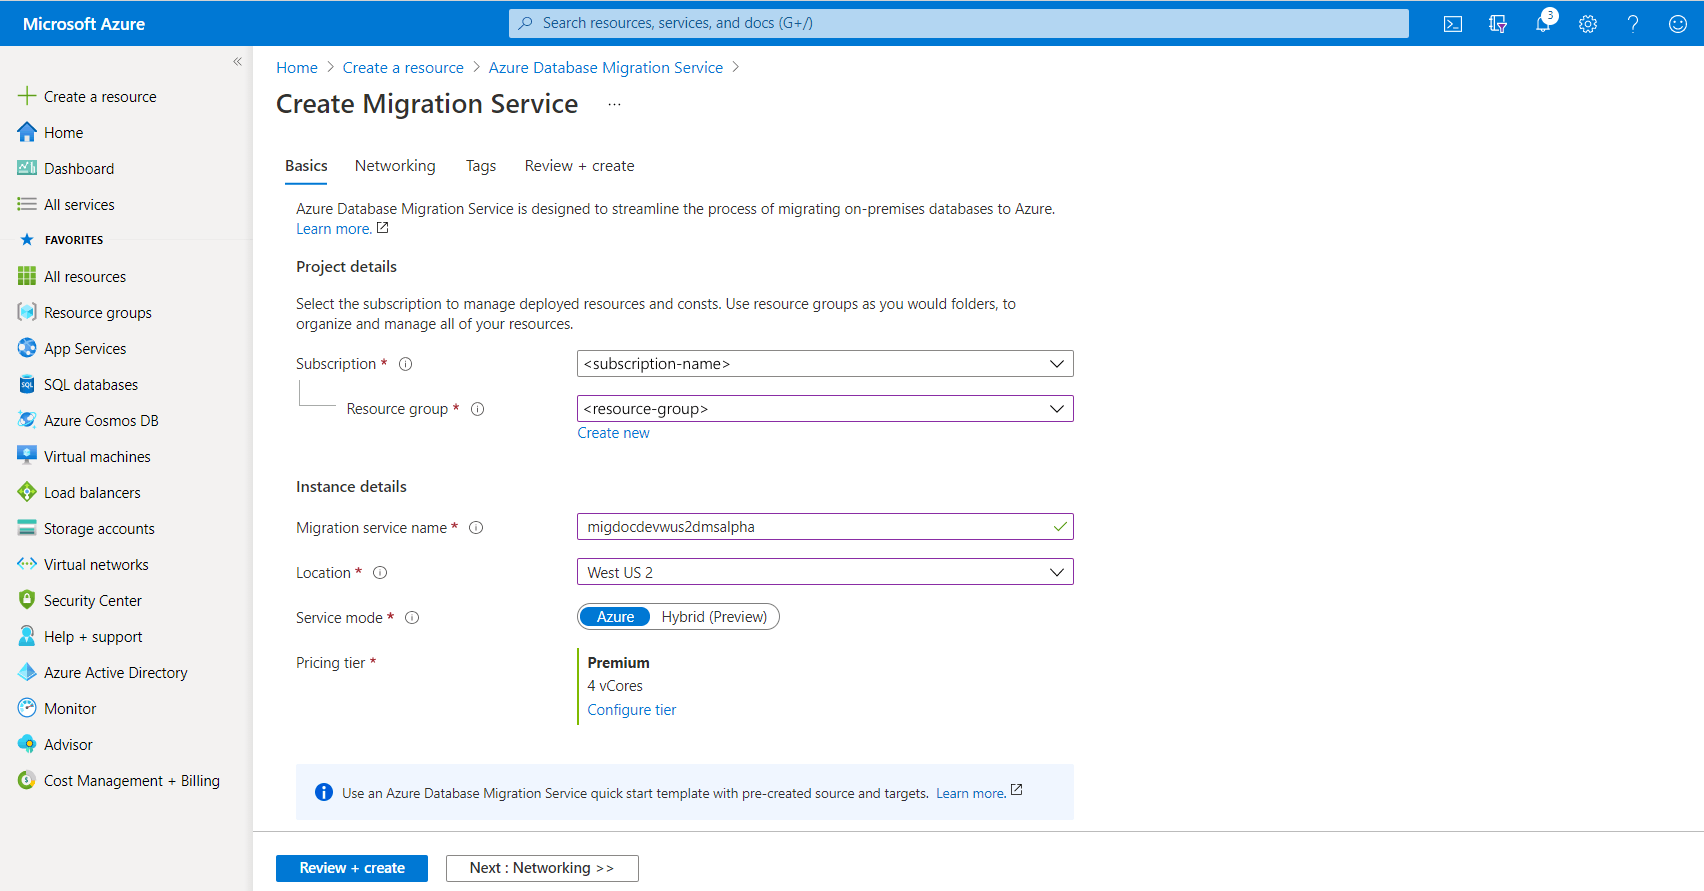 Microsoft Azure
Search resources, services, and docs (G+/)
3
«
Create a resource
Home
Dashboard
All services
FAVORITES
All resources
Resource groups
App Services
SQL databases
Azure Cosmos DB
Virtual machines
Load balancers
Storage accounts
Virtual networks
Security Center
Help + support
Azure Active Directory
Monitor
Advisor
Cost Management + Billing
Home > Create a resource > Azure Database Migration Service >
Create Migration Service ...
Basics Networking Tags Review + create
Azure Database Migration Service is designed to streamline the process of migrating on-premises databases to Azure.
Learn more.
Project details
Select the subscription to manage deployed resources and consts. Use resource groups as you would folders, to
organize and manage all of your resources.
Subscription * <subscription-name>
Resource group * <resource-group>
Create new
Instance details
Migration service name * migdocdevwus2dmsalpha
Location * West US 2
Service mode * Azure Hybrid (Preview)
Pricing tier * Premium
4 vCores
Configure tier
Use an Azure Database Migration Service quick start template with pre-created source and targets. Learn more.
Review + create Next : Networking >>